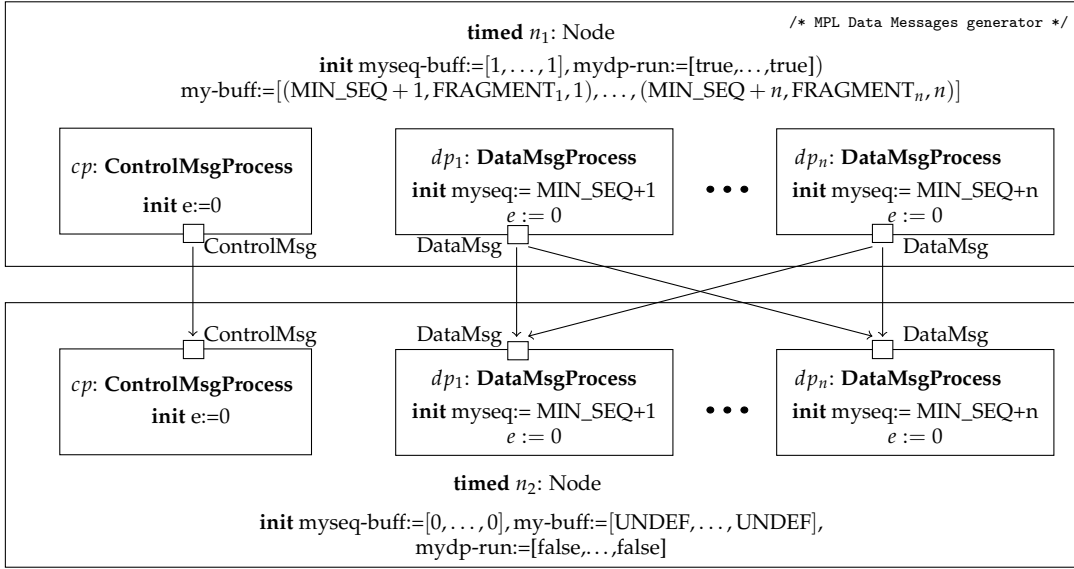 /* MPL Data Messages generator */
timed n₁: Node
init myseq-buff:=[1,...,1], mydp-run:=[true,...,true])
my-buff:=[(MIN_SEQ + 1, FRAGMENT₁, 1), ..., (MIN_SEQ + n, FRAGMENTₙ, n)]
cp: ControlMsgProcess
init e:=0
ControlMsg
dp₁: DataMsgProcess
init myseq:= MIN_SEQ+1
e := 0
DataMsg
• • •
dpₙ: DataMsgProcess
init myseq:= MIN_SEQ+n
e := 0
DataMsg
ControlMsg
cp: ControlMsgProcess
init e:=0
DataMsg
dp₁: DataMsgProcess
init myseq:= MIN_SEQ+1
e := 0
• • •
DataMsg
dpₙ: DataMsgProcess
init myseq:= MIN_SEQ+n
e := 0
timed n₂: Node
init myseq-buff:=[0,...,0], my-buff:=[UNDEF,...,UNDEF],
mydp-run:=[false,...,false]